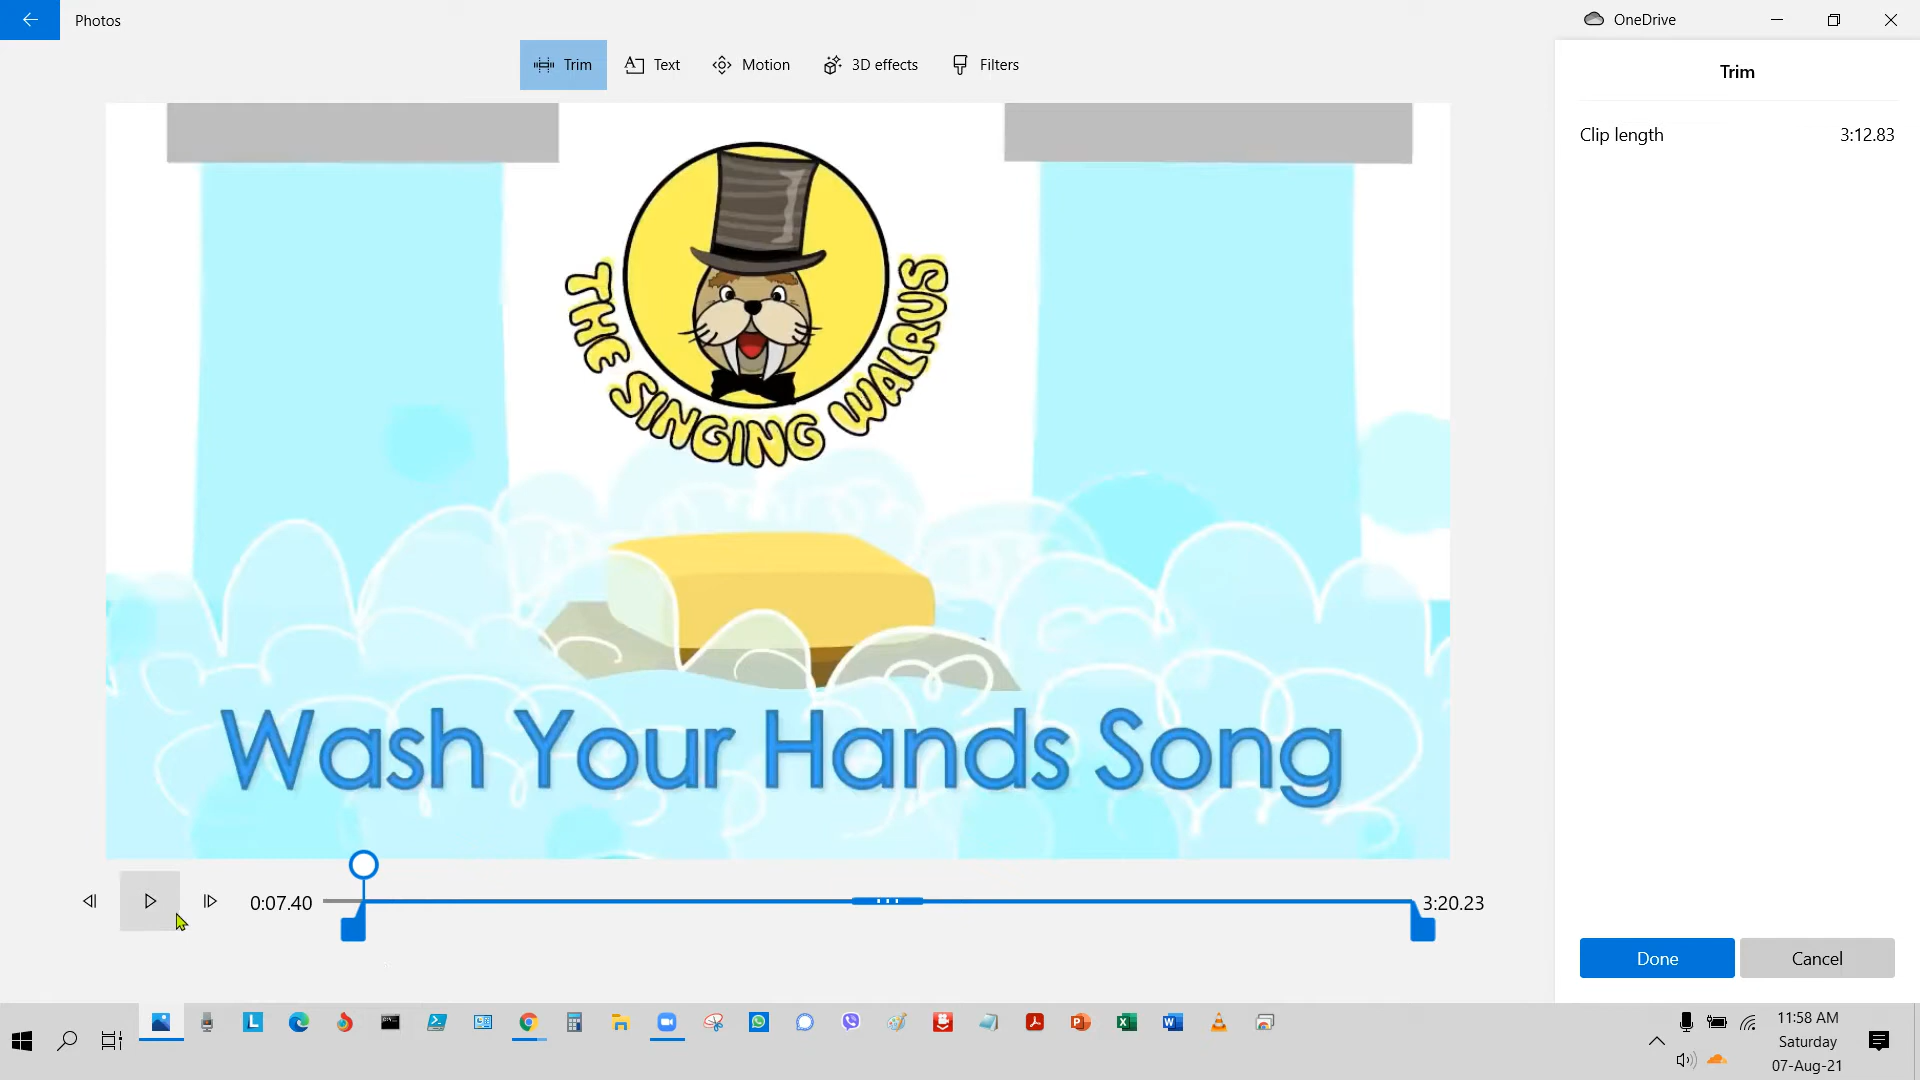 Photos
OneDrive
Trim
Text
Motion
3D effects
Filters
Trim
Clip length
3:12.83
THE SINGING WALRUS
Wash Your Hands Song
0:07.40
3:20.23
Done
Cancel
11:58 AM
Saturday
07-Aug-21